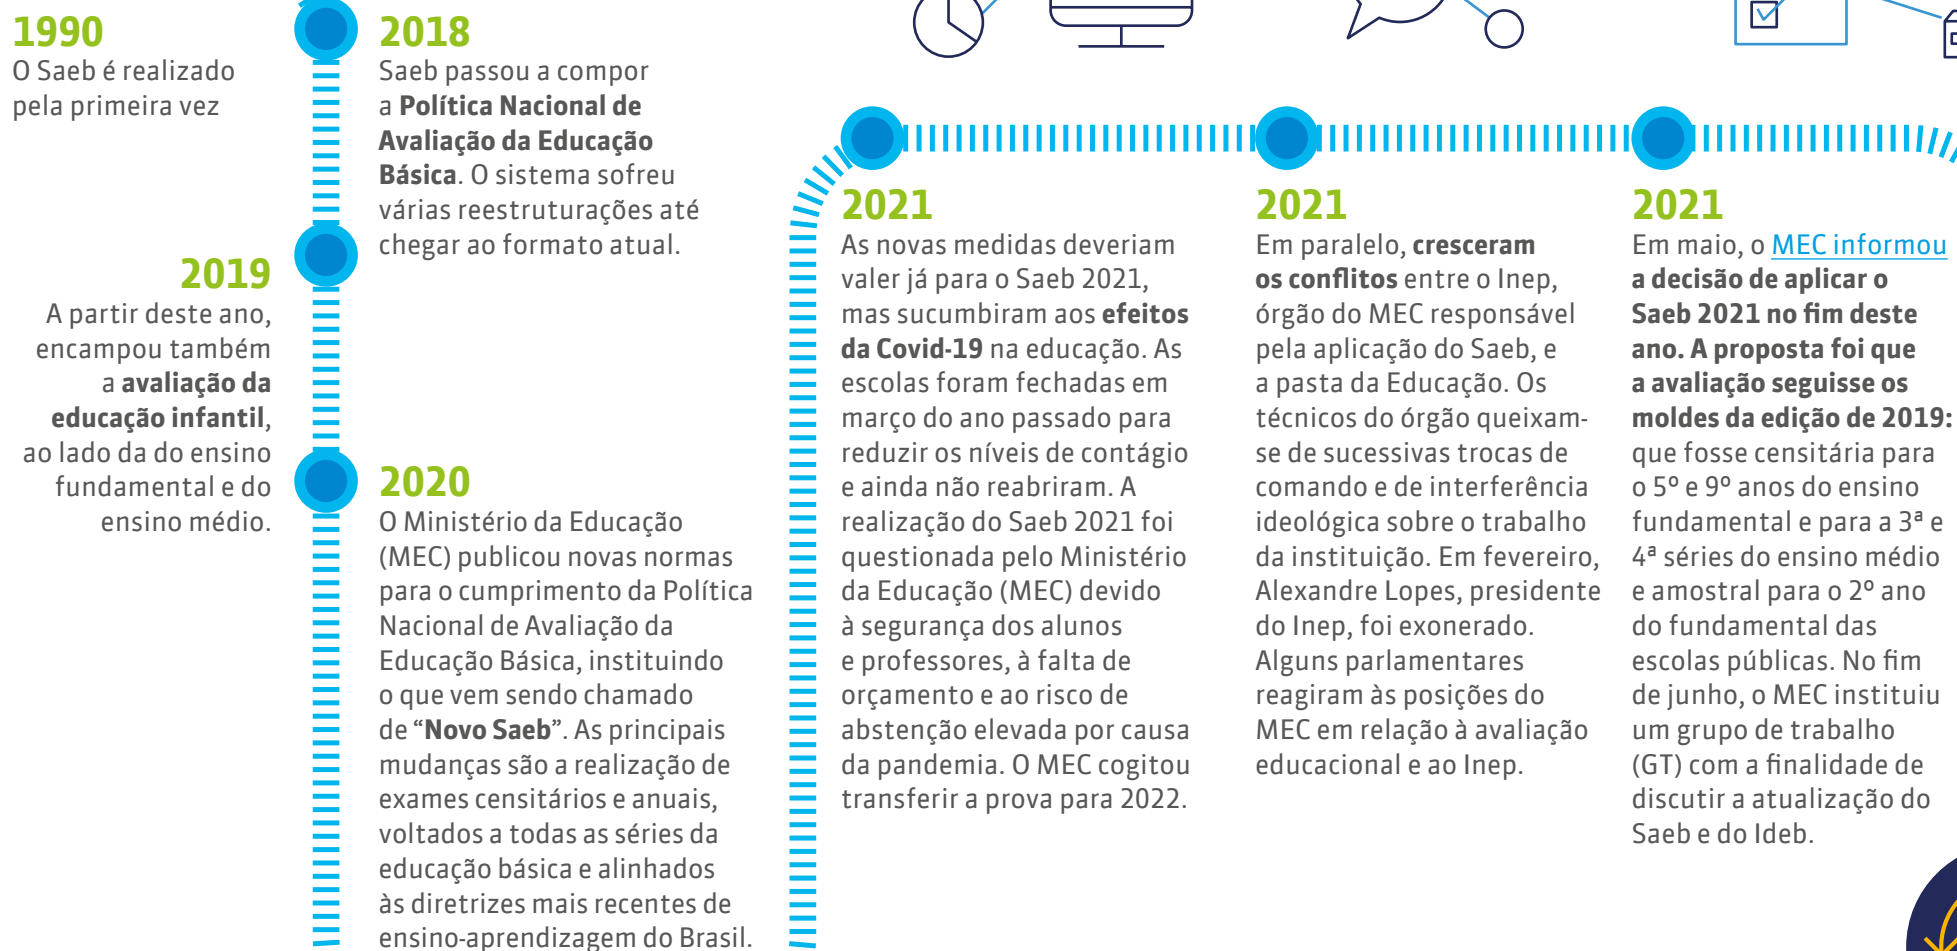 1990
O Saeb é realizado
pela primeira vez
2018
Saeb passou a compor
a Política Nacional de
Avaliação da Educação
Básica. O sistema sofreu
várias reestruturações até
chegar ao formato atual.
2019
A partir deste ano,
encampou também
a avaliação da
educação infantil,
ao lado da do ensino
fundamental e do
ensino médio.
2020
O Ministério da Educação
(MEC) publicou novas normas
para o cumprimento da Política
Nacional de Avaliação da
Educação Básica, instituindo
o que vem sendo chamado
de “Novo Saeb”. As principais
mudanças são a realização de
exames censitários e anuais,
voltados a todas as séries da
educação básica e alinhados
às diretrizes mais recentes de
ensino-aprendizagem do Brasil.
2021
As novas medidas deveriam
valer já para o Saeb 2021,
mas sucumbiram aos efeitos
da Covid-19 na educação. As
escolas foram fechadas em
março do ano passado para
reduzir os níveis de contágio
e ainda não reabriram. A
realização do Saeb 2021 foi
questionada pelo Ministério
da Educação (MEC) devido
à segurança dos alunos
e professores, à falta de
orçamento e ao risco de
abstenção elevada por causa
da pandemia. O MEC cogitou
transferir a prova para 2022.
2021
Em paralelo, cresceram
os conflitos entre o Inep,
órgão do MEC responsável
pela aplicação do Saeb, e
a pasta da Educação. Os
técnicos do órgão queixam-
se de sucessivas trocas de
comando e de interferência
ideológica sobre o trabalho
da instituição. Em fevereiro,
Alexandre Lopes, presidente
do Inep, foi exonerado.
Alguns parlamentares
reagiram às posições do
MEC em relação à avaliação
educacional e ao Inep.
2021
Em maio, o MEC informou
a decisão de aplicar o
Saeb 2021 no fim deste
ano. A proposta foi que
a avaliação seguisse os
moldes da edição de 2019:
que fosse censitária para
o 5º e 9º anos do ensino
fundamental e para a 3ª e
4ª séries do ensino médio
e amostral para o 2º ano
do fundamental das
escolas públicas. No fim
de junho, o MEC instituiu
um grupo de trabalho
(GT) com a finalidade de
discutir a atualização do
Saeb e do Ideb.